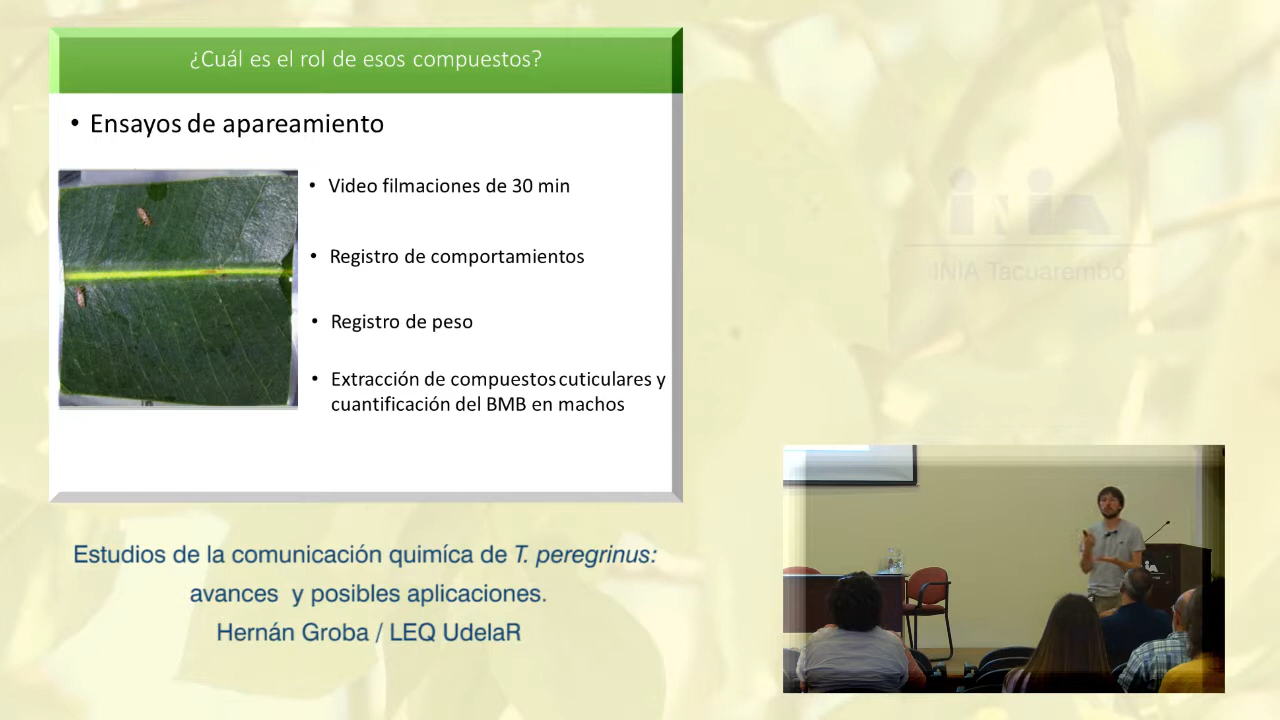 ¿Cuál es el rol de esos compuestos?
• Ensayos de apareamiento
• Video filmaciones de 30 min
• Registro de comportamientos
• Registro de peso
• Extracción de compuestos cuticulares y
cuantificación del BMB en machos
INIA
INIA Tacuarembó
Estudios de la comunicación quimíca de T. peregrinus:
avances y posibles aplicaciones.
Hernán Groba / LEQ UdelaR